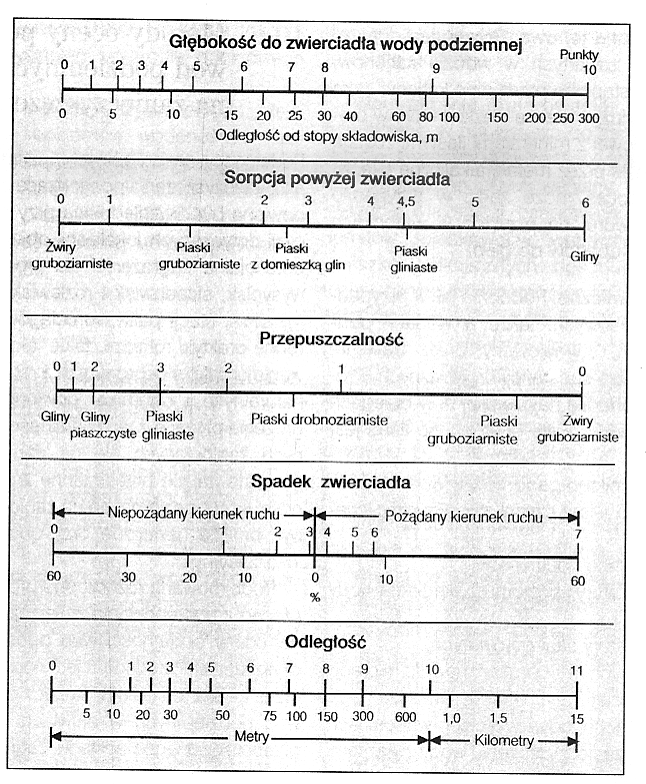 Głębokość do zwierciadła wody podziemnej
Punkty
0 1 2 3 4 5 6 7 8 9 10
0 5 10 15 20 25 30 40 60 80 100 150 200 250 300
Odległość od stopy składowiska, m
Sorpcja powyżej zwierciadła
0 1 2 3 4 4,5 5 6
Żwiry gruboziarniste
Piaski gruboziarniste
Piaski z domieszką glin
Piaski gliniaste
Gliny
Przepuszczalność
0 1 2 3 2 1 0
Gliny
Gliny piaszczyste
Piaski gliniaste
Piaski drobnoziarniste
Piaski gruboziarniste
Żwiry gruboziarniste
Spadek zwierciadła
Niepożądany kierunek ruchu
Pożądany kierunek ruchu
0 1 2 3 4 5 6 7
60 30 20 10 0 10 60
%
Odległość
0 1 2 3 4 5 6 7 8 9 10 11
5 10 20 30 50 75 100 150 300 600 1,0 1,5 15
Metry
Kilometry